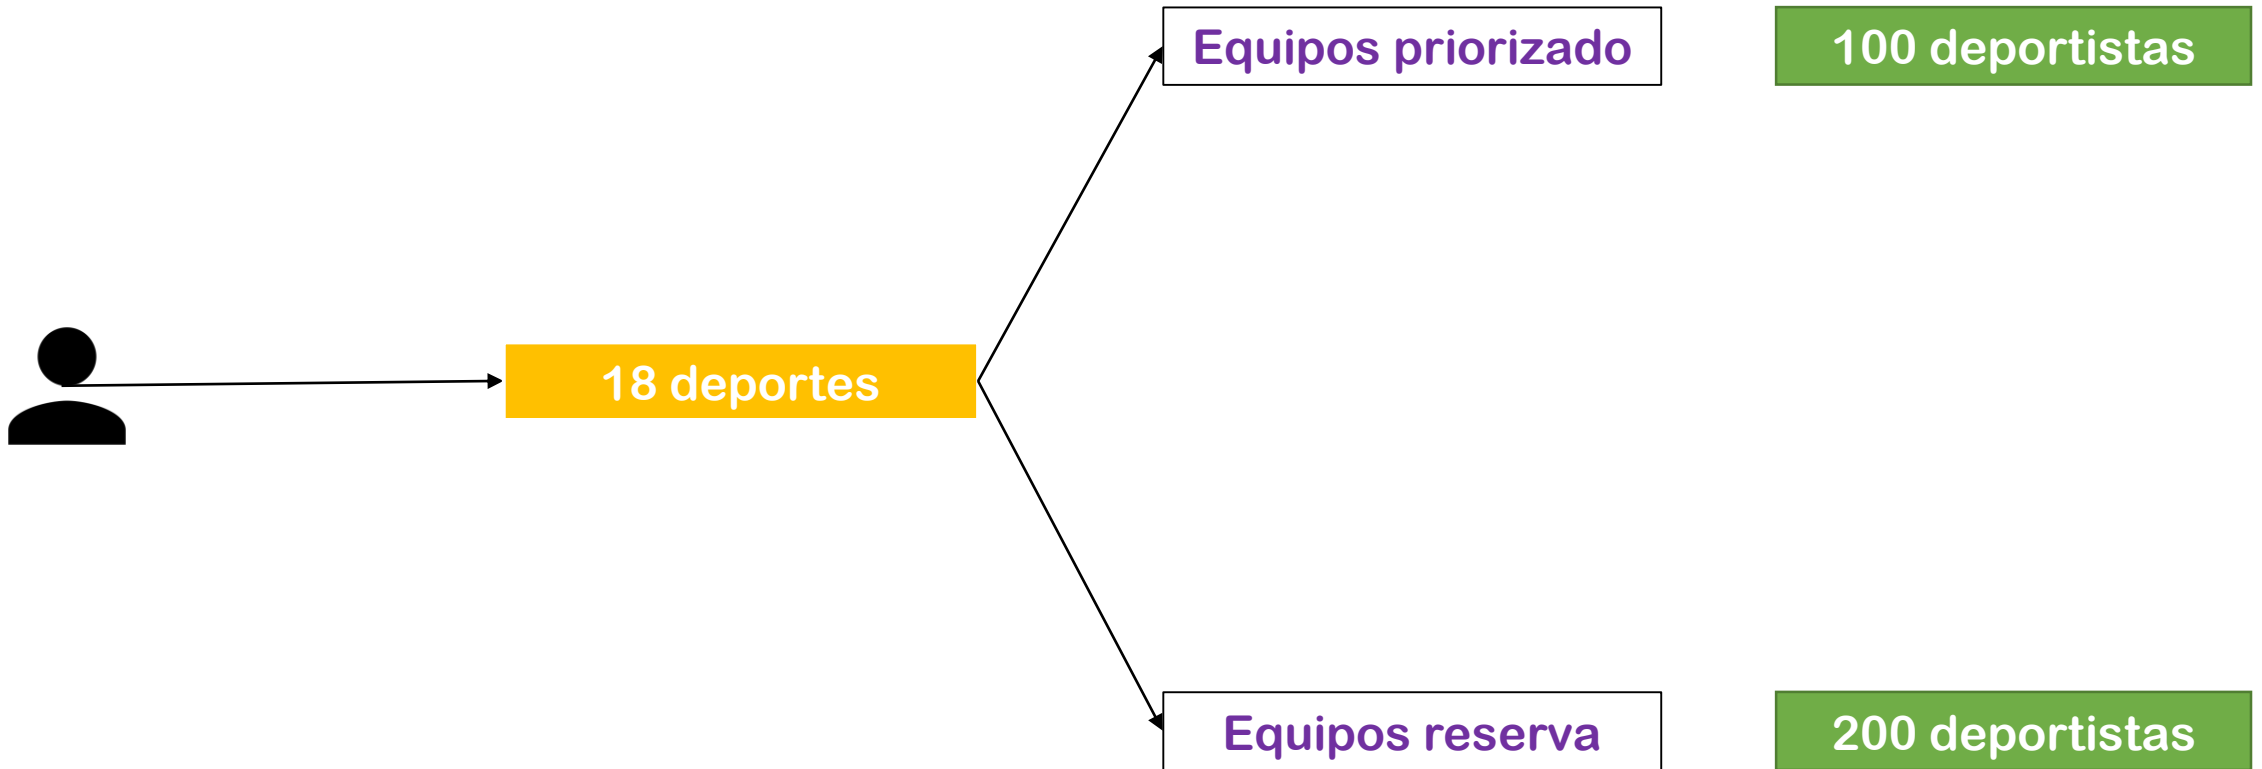 Equipos priorizado
100 deportistas
18 deportes
Equipos reserva
200 deportistas